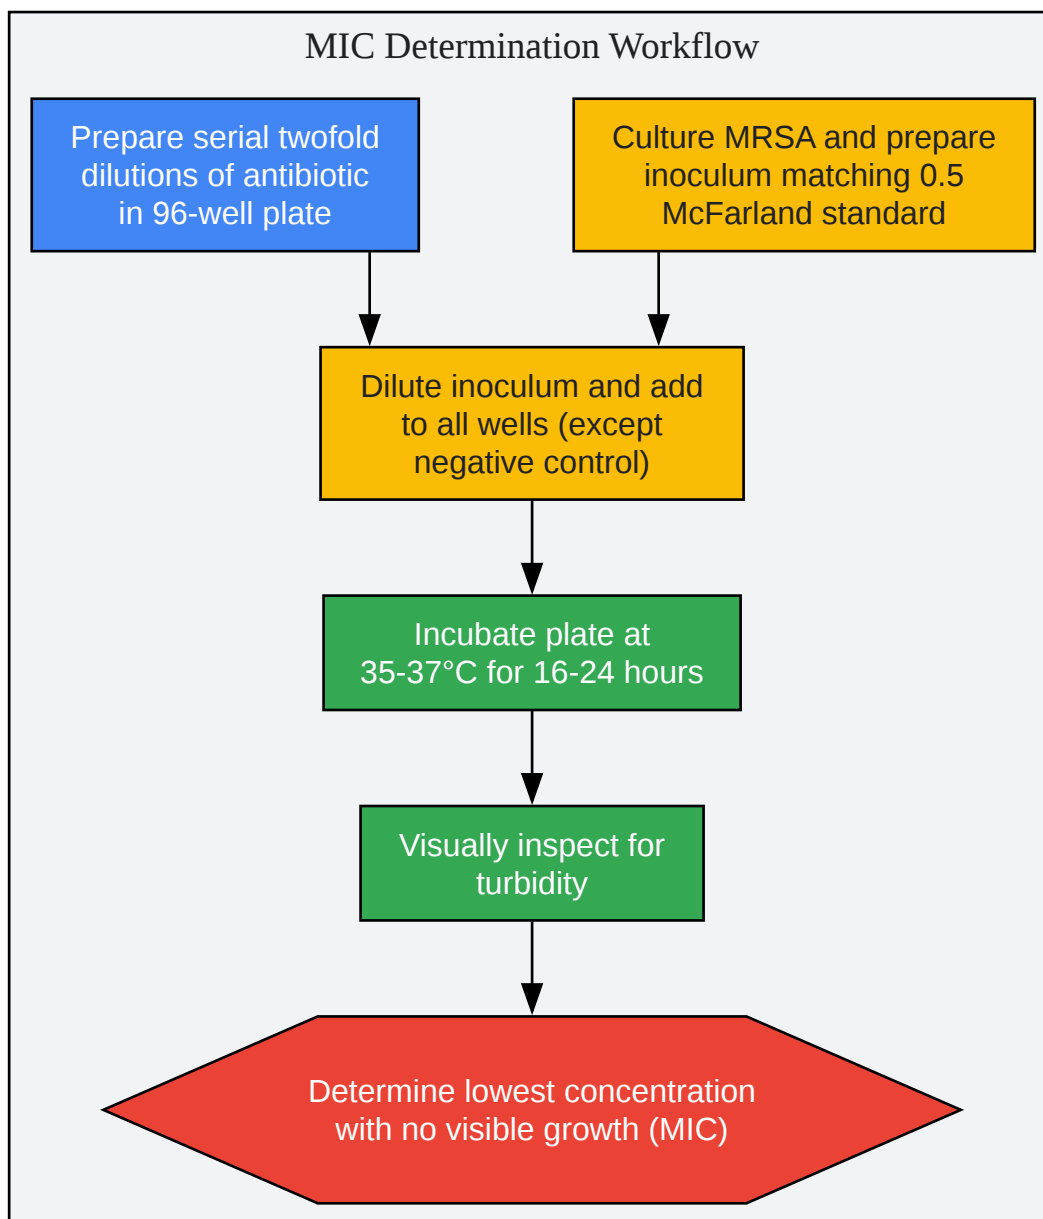 MIC Determination Workflow
Prepare serial twofold
dilutions of antibiotic
in 96-well plate
Culture MRSA and prepare
inoculum matching 0.5
McFarland standard
Dilute inoculum and add
to all wells (except
negative control)
Incubate plate at
35-37°C for 16-24 hours
Visually inspect for
turbidity
Determine lowest concentration
with no visible growth (MIC)